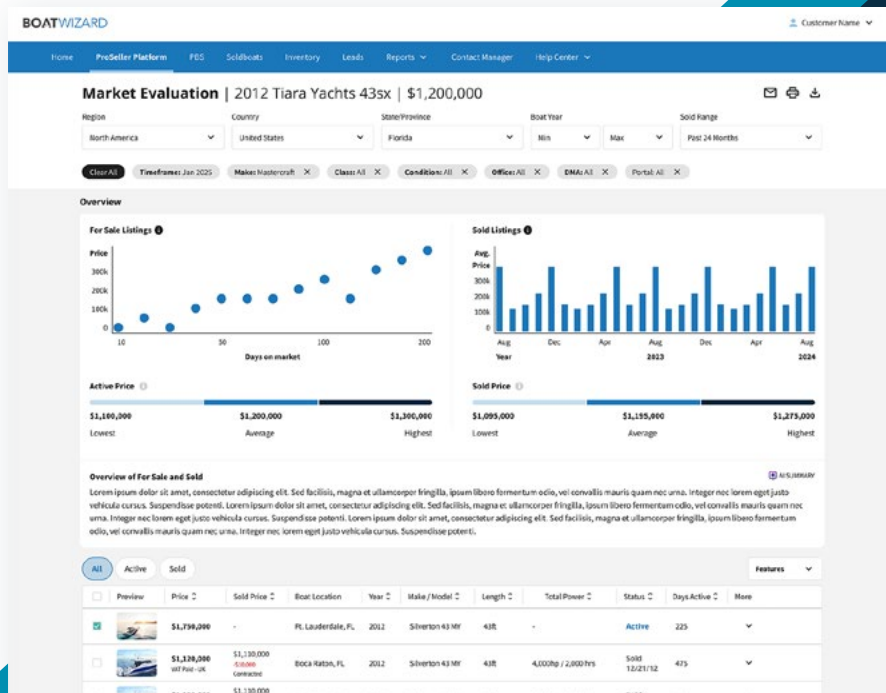 BOATWIZARD
Customer Name
Home ProSeller Platform PBS Soldboats Inventory Leads Reports Contact Manager Help Center
Market Evaluation | 2012 Tiara Yachts 43sx | $1,200,000
Region Country State/Province Boat Year Sold Range
North America United States Florida Min Max Past 24 Months
Clear All Timeframe: Jan 2025 Make: Mastercraft X Class: All X Condition: All X Office: All X DMA: All X Portal: All X
Overview
For Sale Listings Sold Listings
Price
300k
200k
100k
0
10 50 100 200
Days on market
Avg.
Price
300k
200k
100k
0
Aug Dec Apr Aug Dec Apr Aug
Year 2023 2024
Active Price Sold Price
$1,100,000 $1,200,000 $1,300,000 $1,095,000 $1,195,000 $1,275,000
Lowest Average Highest Lowest Average Highest
Overview of For Sale and Sold AI SUMMARY
Lorem ipsum dolor sit amet, consectetur adipiscing elit. Sed facilisis, magna et ullamcorper fringilla, ipsum libero fermentum odio, vel convallis mauris quam nec urna. Integer nec lorem eget justo
vehicula cursus. Suspendisse potenti. Lorem ipsum dolor sit amet, consectetur adipiscing elit. Sed facilisis, magna et ullamcorper fringilla, ipsum libero fermentum odio, vel convallis mauris quam nec
urna. Integer nec lorem eget justo vehicula cursus. Suspendisse potenti. Lorem ipsum dolor sit amet, consectetur adipiscing elit. Sed facilisis, magna et ullamcorper fringilla, ipsum libero fermentum
odio, vel convallis mauris quam nec urna. Integer nec lorem eget justo vehicula cursus. Suspendisse potenti.
All Active Sold Features
Preview Price Sold Price Boat Location Year Make / Model Length Total Power Status Days Active More
$1,750,000 - Ft. Lauderdale, FL 2012 Silverton 43 MY 43ft - Active 225
$1,120,000 $1,110,000 Boca Raton, FL 2012 Silverton 43 MY 43ft 4,000hp / 2,000 hrs Sold 475
VAT Paid - UK -$10,000 12/21/12
Contracted
$1,110,000